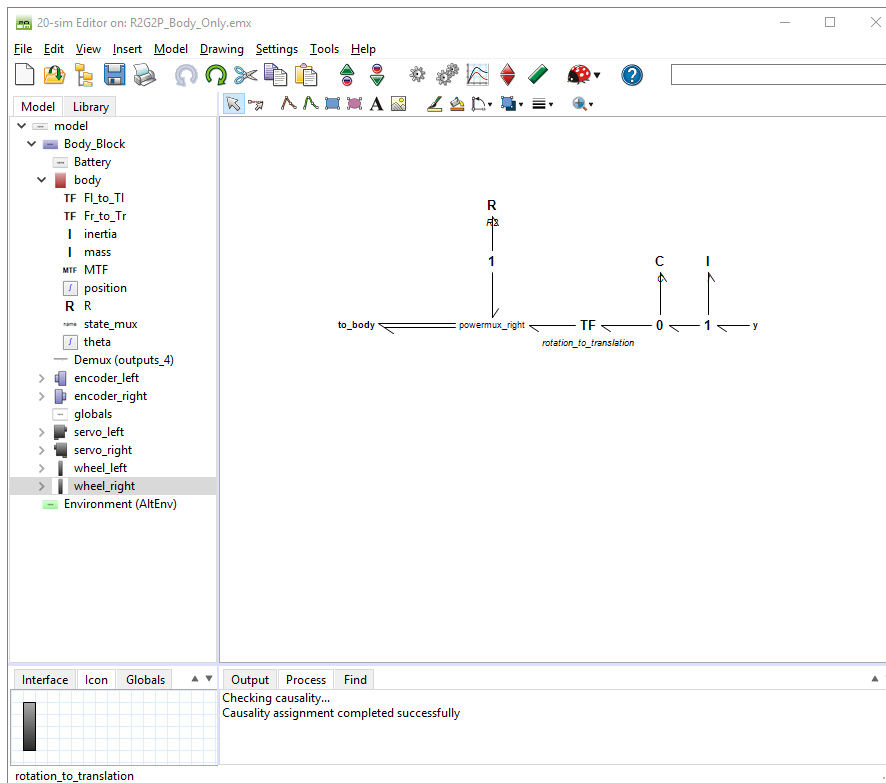 20-sim Editor on: R2G2P_Body_Only.emx
File Edit View Insert Model Drawing Settings Tools Help
Model Library
model
Body_Block
Battery
body
TF Fl_to_Tl
TF Fr_to_Tr
I inertia
I mass
MTF MTF
position
R R
name state_mux
theta
Demux (outputs_4)
encoder_left
encoder_right
globals
servo_left
servo_right
wheel_left
wheel_right
Environment (AltEnv)
A
R
1
C I
to_body powermux_right TF 0 1 y
rotation_to_translation
Interface Icon Globals
Output Process Find
Checking causality...
Causality assignment completed successfully
rotation_to_translation